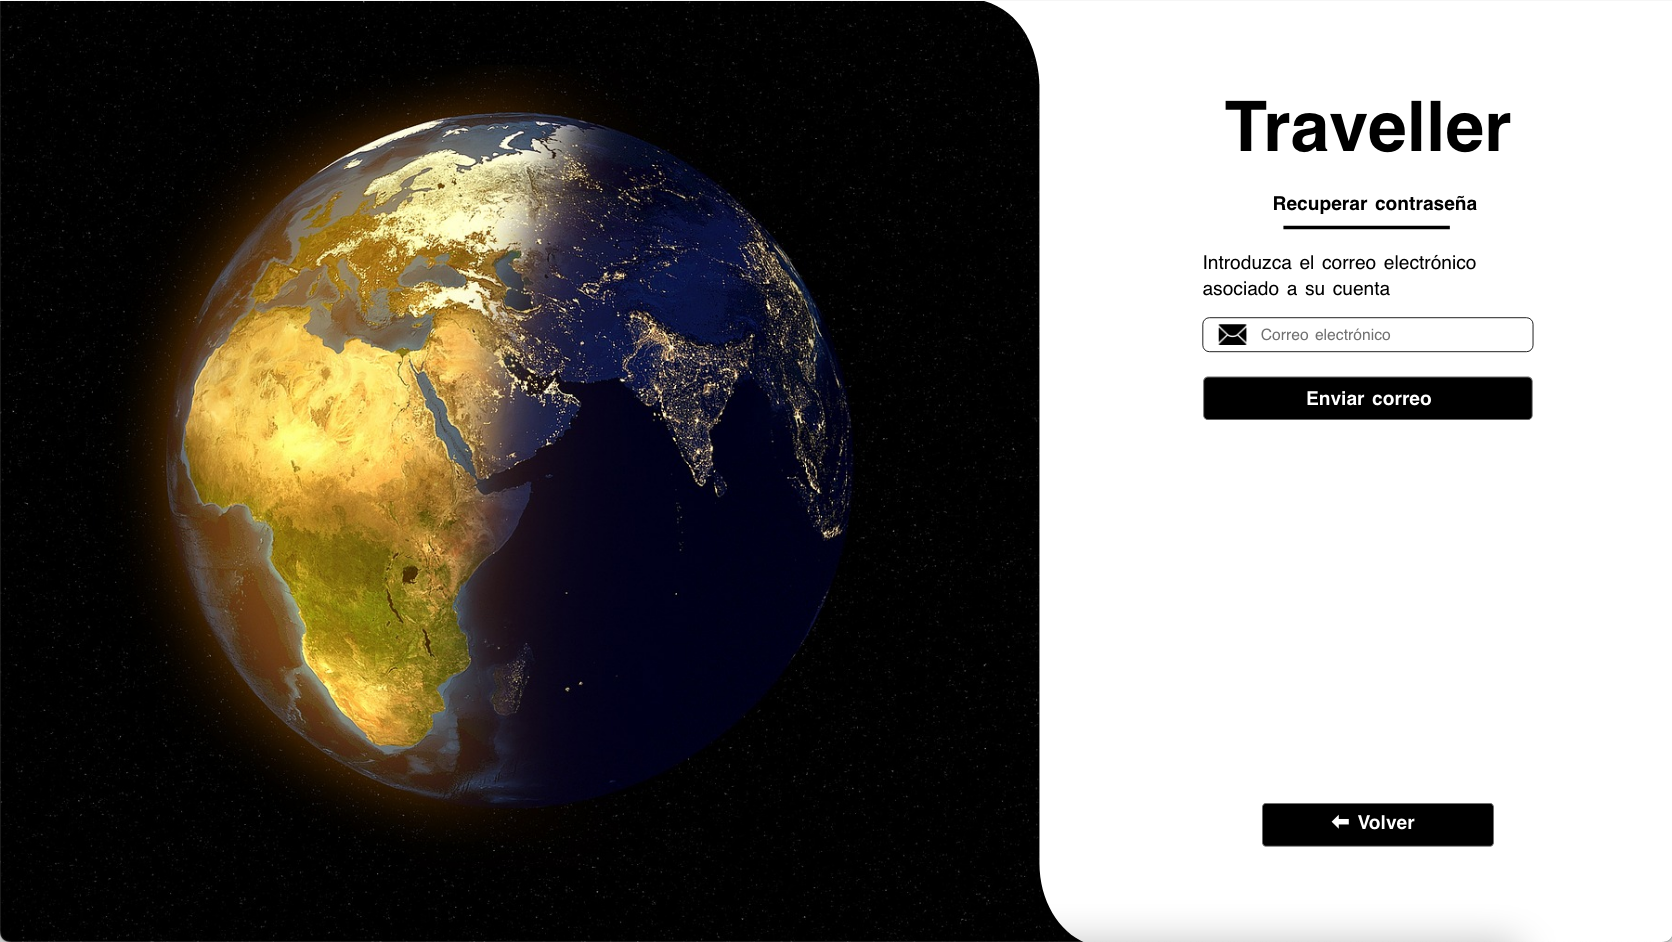 Traveller
Recuperar contraseña
Introduzca el correo electrónico
asociado a su cuenta
Correo electrónico
Enviar correo
Volver